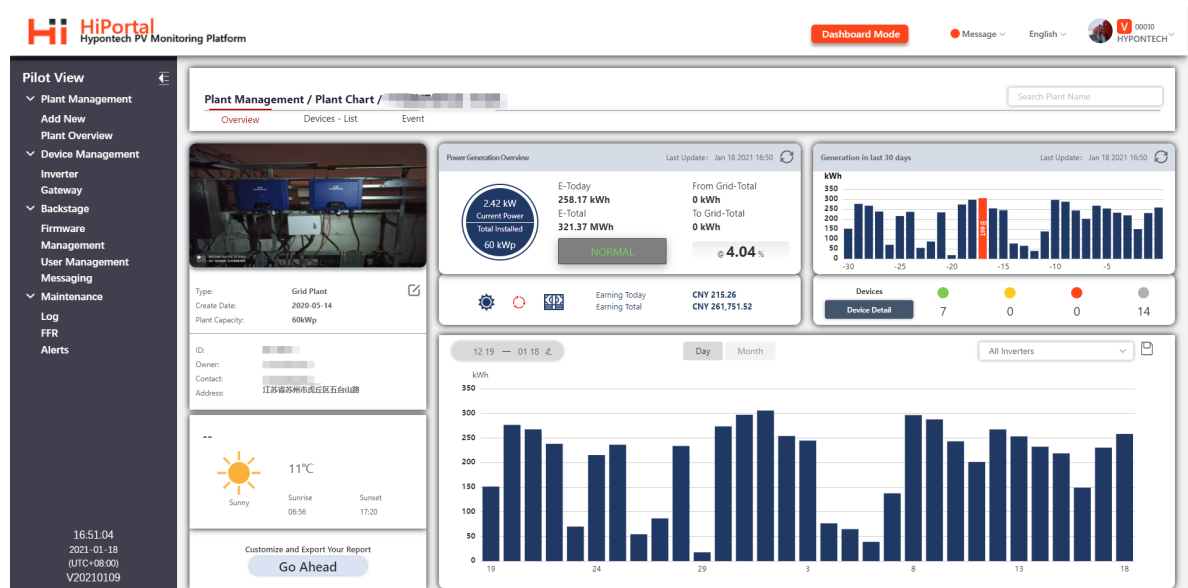 Hi HiPortal
Hypontech PV Monitoring Platform
Dashboard Mode
Message
English
V 00010
HYPONTECH
Pilot View
Plant Management
Add New
Plant Overview
Device Management
Inverter
Gateway
Backstage
Firmware
Management
User Management
Messaging
Maintenance
Log
FFR
Alerts
16:51:04
2021-01-18
(UTC+08:00)
V20210109
Plant Management / Plant Chart /
Search Plant Name
Overview Devices - List Event
Type: Grid Plant
Create Date: 2020-05-14
Plant Capacity: 60kWp
ID:
Owner:
Contact:
Address: 江苏省苏州市虎丘区五台山路
--
11℃
Sunny
Sunrise Sunset
06:56 17:20
Customize and Export Your Report
Go Ahead
Power Generation Overview Last Update: Jan 18 2021 16:50
2.42 kW
Current Power
Total Installed
60 kWp
E-Today
258.17 kWh
E-Total
321.37 MWh
NORMAL
From Grid-Total
0 kWh
To Grid-Total
0 kWh
@ 4.04 %
Earning Today CNY 215.26
Earning Total CNY 261,751.52
Generation in last 30 days Last Update: Jan 18 2021 16:50
kWh
350
300
250
200
150
100
50
0
-30 -25 -20 -15 -10 -5
Devices
Device Detail 7 0 0 14
12 19 — 01 18
Day Month
All Inverters
kWh
350
300
250
200
150
100
50
0
19 24 29 3 8 13 18